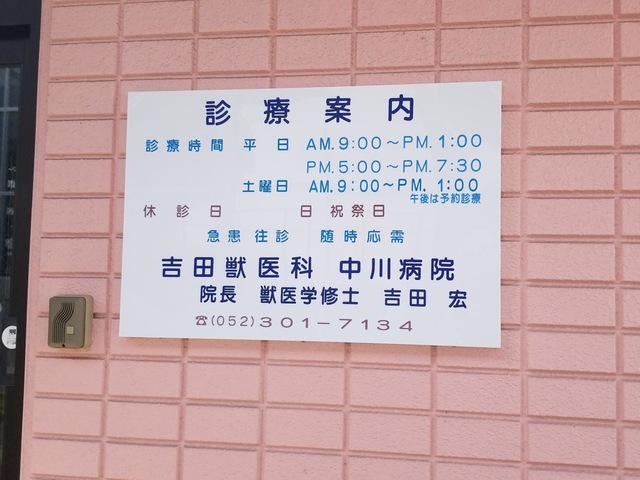 診療案内
診療時間 平 日 AM.9:00～PM.1:00
PM.5:00～PM.7:30
土曜日 AM.9:00～PM.1:00
午後は予約診療
休 診 日 日 祝祭日
急患往診 随時応需
吉田獣医科 中川病院
院長 獣医学修士 吉田 宏
☎(052)301-7134